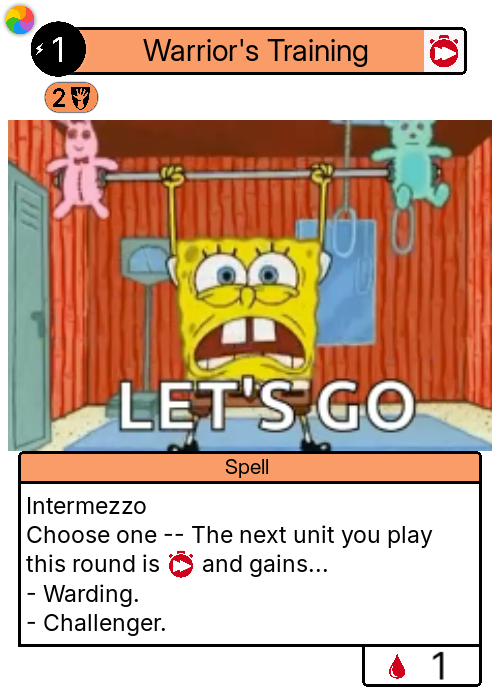 1 Warrior's Training
2
LET'S GO
Spell
Intermezzo
Choose one -- The next unit you play
this round is and gains...
- Warding.
- Challenger.
1